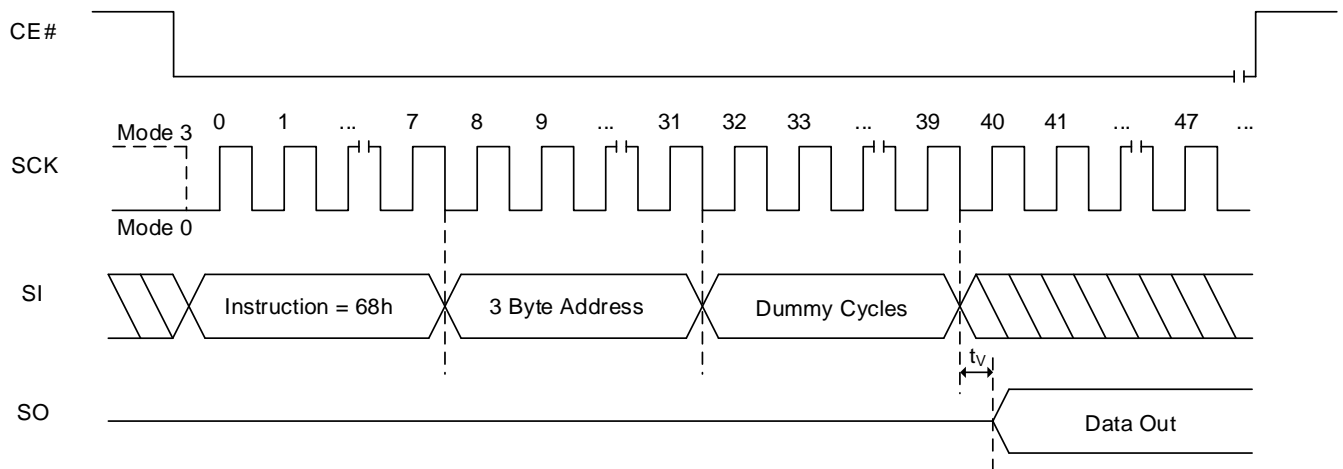 CE#
Mode 3 0 1 ... 7 8 9 ... 31 32 33 ... 39 40 41 ... 47 ...
SCK
Mode 0
SI Instruction = 68h 3 Byte Address Dummy Cycles
tV
SO Data Out